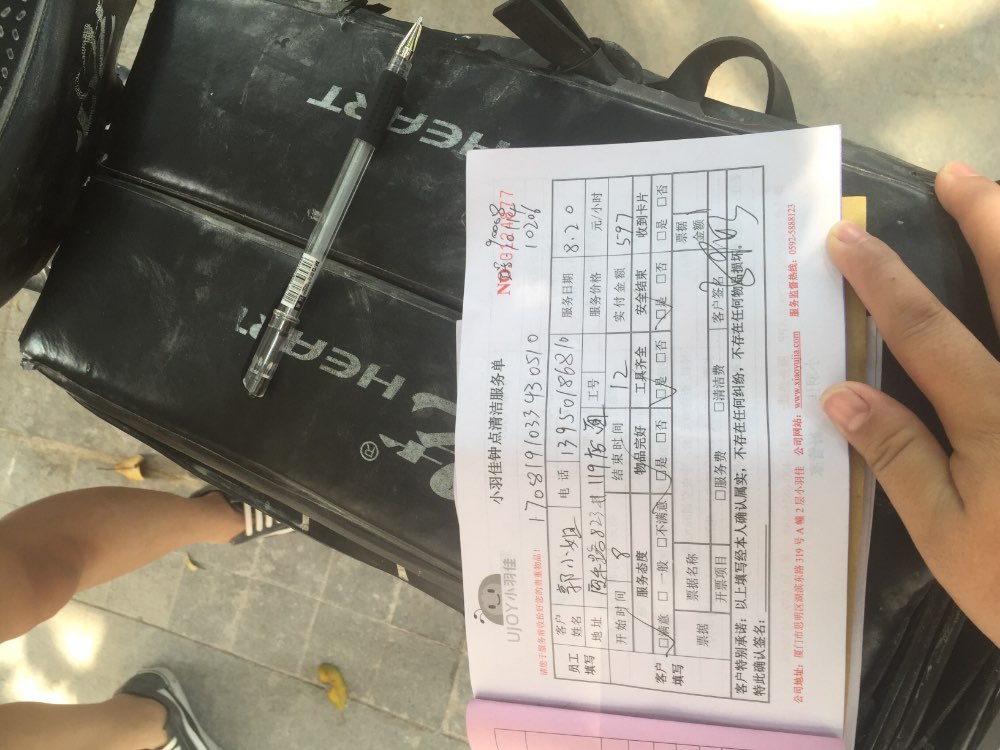 UJOY小羽佳
小羽佳钟点清洁服务单
请您于服务前收拾好您的贵重物品!
1708191033430510
1026
员工填写 客户姓名 郭小姐 电话 13950186810 服务日期 8.20
地址 工号 服务价格 元/小时
开始时间 8 结束时间 12 实付金额 597
客户填写 服务态度 物品完好 工具齐全 安全结束 收到卡片
□满意 □一般 □不满意 □是 □否 □是 □否 □是 □否 □是 □否
票据 票据名称 票据金额
开票项目 □服务费 □清洁费 客户签名
客户特别承诺:以上填写经本人确认属实,不存在任何纠纷,不存在任何物品损坏。
特此确认签名:
公司地址:厦门市思明区湖滨东路319号A幢2层小羽佳 公司网站:www.xiaoyujia.com 服务监督热线:0592-5888123
HEART
HEART
®